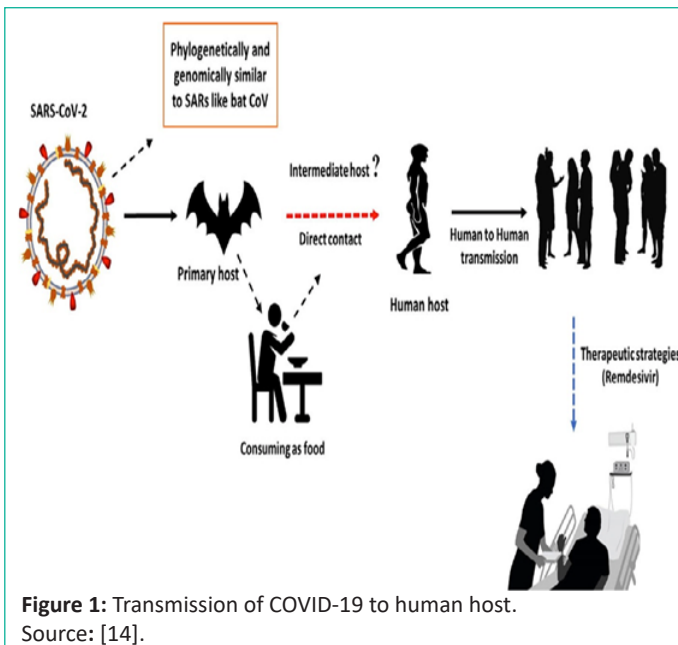 Phylogenetically and
genomically similar
to SARs like bat CoV
SARS-CoV-2
Intermediate host ?
Direct contact
Primary host
Human host
Human to Human
transmission
Consuming as food
Therapeutic strategies
(Remdesivir)
Figure 1: Transmission of COVID-19 to human host.
Source: [14].